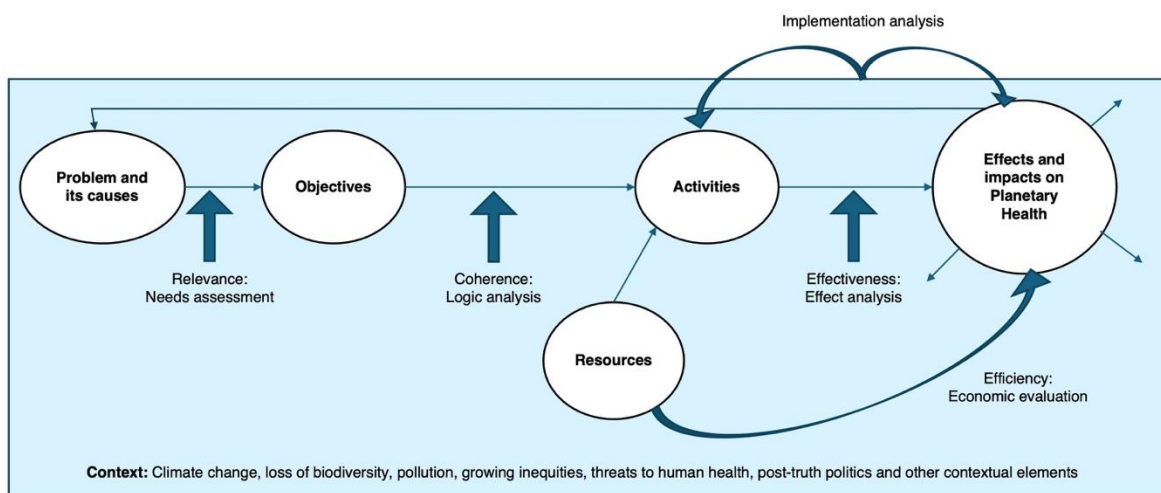 Implementation analysis
Problem and
its causes
Objectives
Activities
Effects and
impacts on
Planetary
Health
Relevance:
Needs assessment
Coherence:
Logic analysis
Effectiveness:
Effect analysis
Resources
Efficiency:
Economic evaluation
Context: Climate change, loss of biodiversity, pollution, growing inequities, threats to human health, post-truth politics and other contextual elements